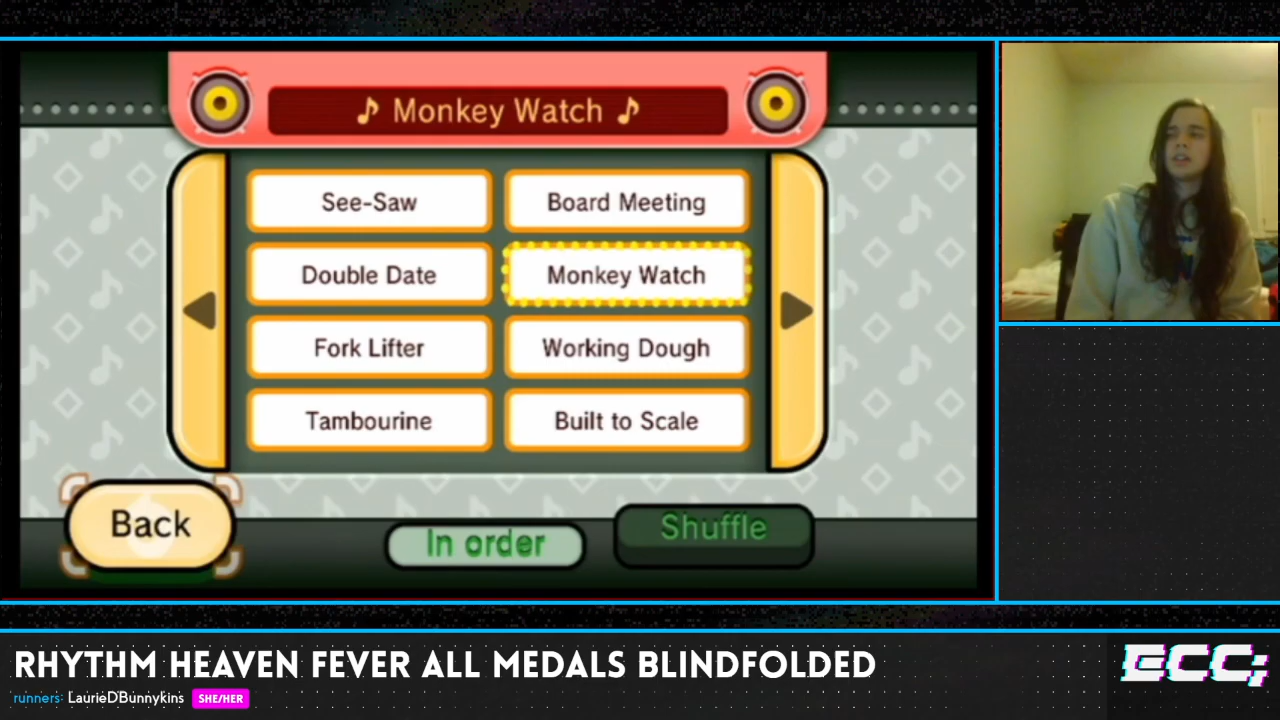 ♪ Monkey Watch ♪
See-Saw
Board Meeting
Double Date
Monkey Watch
Fork Lifter
Working Dough
Tambourine
Built to Scale
Back
In order
Shuffle
RHYTHM HEAVEN FEVER ALL MEDALS BLINDFOLDED
runners: LaurieDBunnykins SHE/HER
ECC;